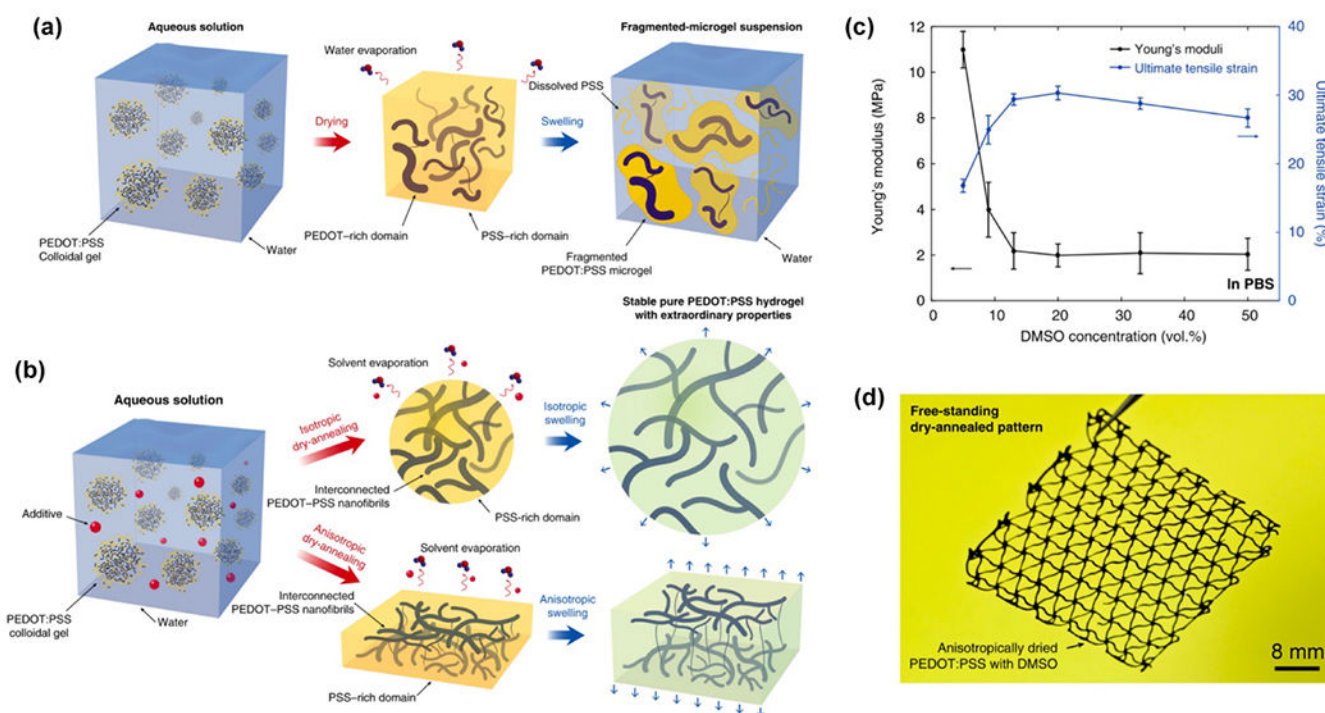 (a)
Aqueous solution
Fragmented-microgel suspension
Water evaporation
Dissolved PSS
Drying
Swelling
PEDOT:PSS
Colloidal gel
Water
PEDOT–rich domain
PSS–rich domain
Fragmented
PEDOT:PSS microgel
Water
(b)
Stable pure PEDOT:PSS hydrogel
with extraordinary properties
Solvent evaporation
Aqueous solution
Isotropic
dry-annealing
Isotropic
swelling
Additive
Interconnected
PEDOT–PSS nanofibrils
PSS-rich domain
Anisotropic
dry-annealing
Solvent evaporation
Interconnected
PEDOT–PSS nanofibrils
Anisotropic
swelling
PEDOT:PSS
colloidal gel
Water
PSS–rich domain
(c)
Young's modulus (MPa)
12
10
8
6
4
2
0
Young's moduli
Ultimate tensile strain
40
30
20
10
0
Ultimate tensile
strain (%)
In PBS
0 10 20 30 40 50
DMSO concentration (vol.%)
(d)
Free-standing
dry-annealed pattern
Anisotropically dried
PEDOT:PSS with DMSO
8 mm